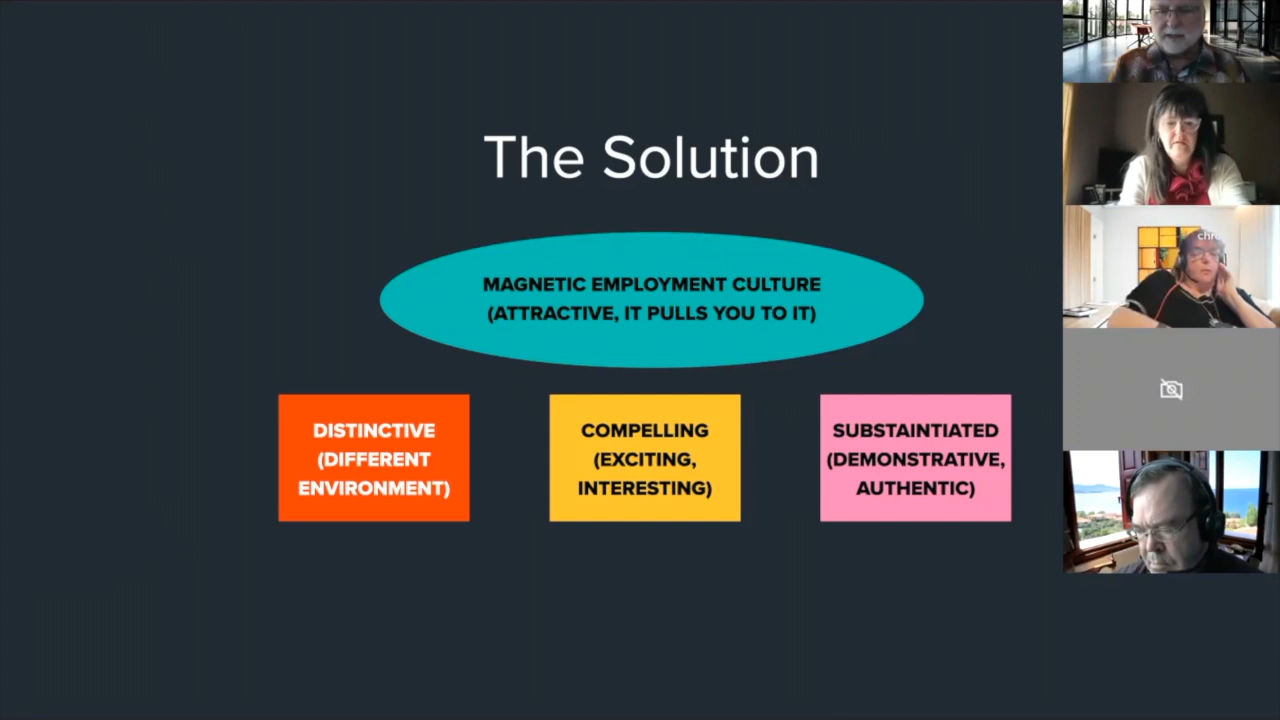 The Solution
MAGNETIC EMPLOYMENT CULTURE
(ATTRACTIVE, IT PULLS YOU TO IT)
DISTINCTIVE
(DIFFERENT
ENVIRONMENT)
COMPELLING
(EXCITING,
INTERESTING)
SUBSTAINTIATED
(DEMONSTRATIVE,
AUTHENTIC)